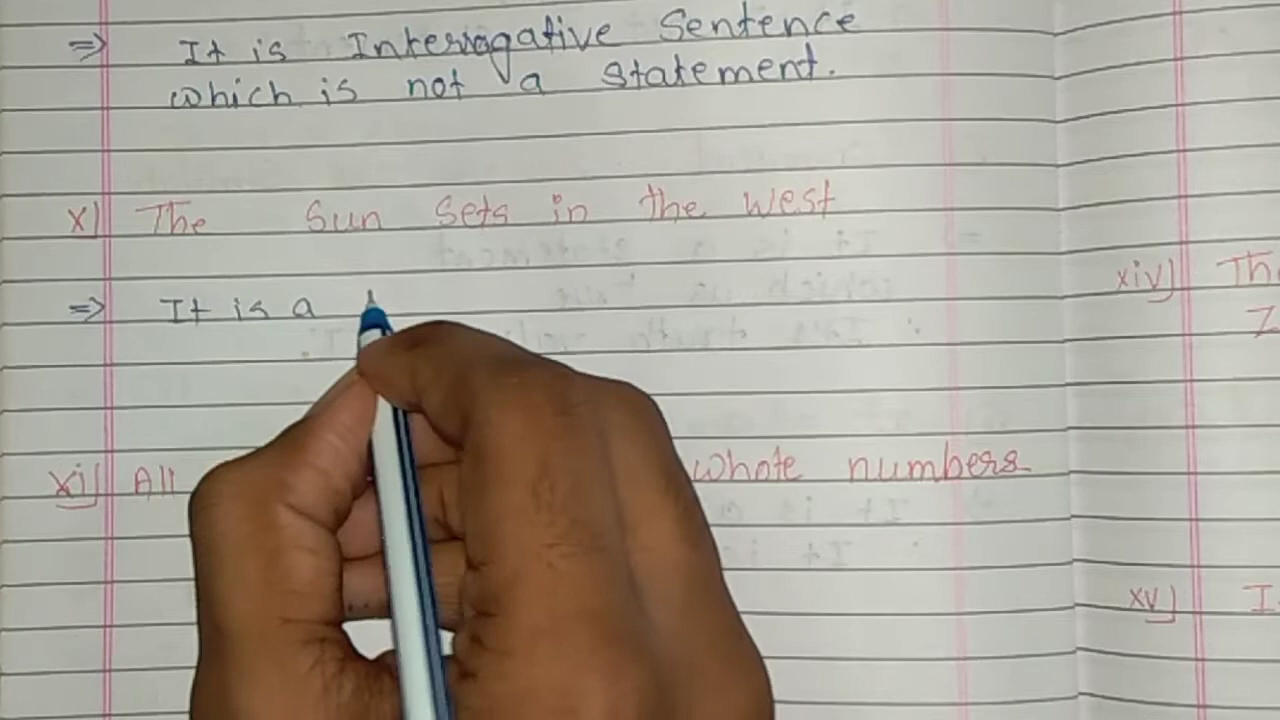 => It is Interrogative Sentence
which is not a statement.
x) The Sun Sets in the West
=> It is a
xi) All whole numbers
xiv) The
Z
xv) I